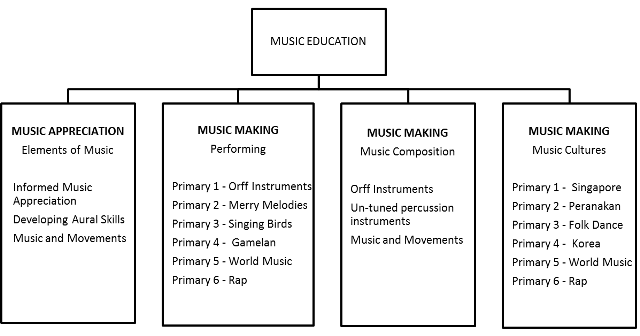 MUSIC EDUCATION
MUSIC APPRECIATION
Elements of Music
Informed Music
Appreciation
Developing Aural Skills
Music and Movements
MUSIC MAKING
Performing
Primary 1 - Orff Instruments
Primary 2 - Merry Melodies
Primary 3 - Singing Birds
Primary 4 - Gamelan
Primary 5 - World Music
Primary 6 - Rap
MUSIC MAKING
Music Composition
Orff Instruments
Un-tuned percussion
instruments
Music and Movements
MUSIC MAKING
Music Cultures
Primary 1 - Singapore
Primary 2 - Peranakan
Primary 3 - Folk Dance
Primary 4 - Korea
Primary 5 - World Music
Primary 6 - Rap